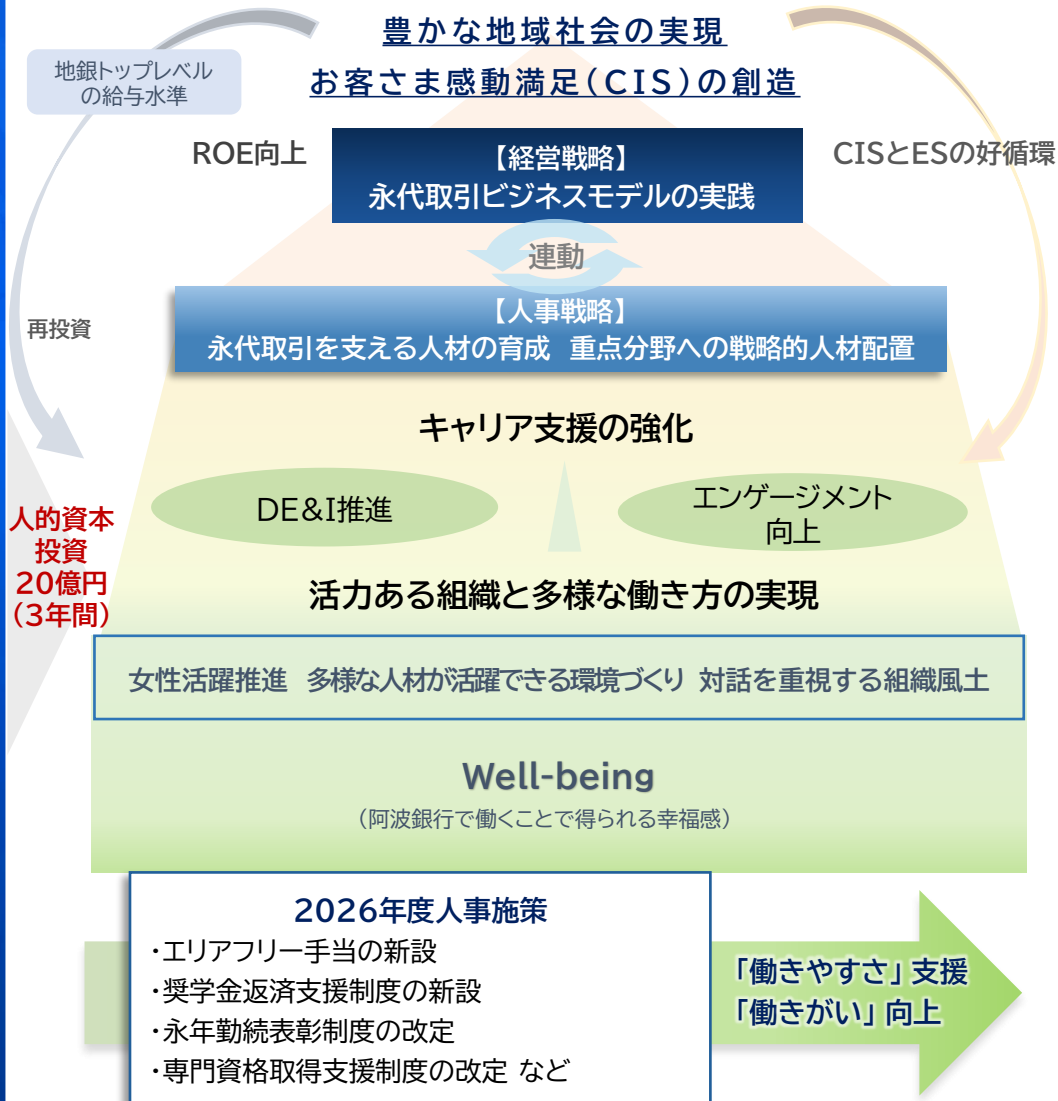 豊かな地域社会の実現
お客さま感動満足(CIS)の創造
地銀トップレベル
の給与水準
ROE向上
【経営戦略】
永代取引ビジネスモデルの実践
CISとESの好循環
連動
再投資
【人事戦略】
永代取引を支える人材の育成 重点分野への戦略的人材配置
キャリア支援の強化
DE&I推進
エンゲージメント
向上
人的資本
投資
20億円
(3年間)
活力ある組織と多様な働き方の実現
女性活躍推進 多様な人材が活躍できる環境づくり 対話を重視する組織風土
Well-being
(阿波銀行で働くことで得られる幸福感)
2026年度人事施策
・エリアフリー手当の新設
・奨学金返済支援制度の新設
・永年勤続表彰制度の改定
・専門資格取得支援制度の改定 など
「働きやすさ」支援
「働きがい」向上